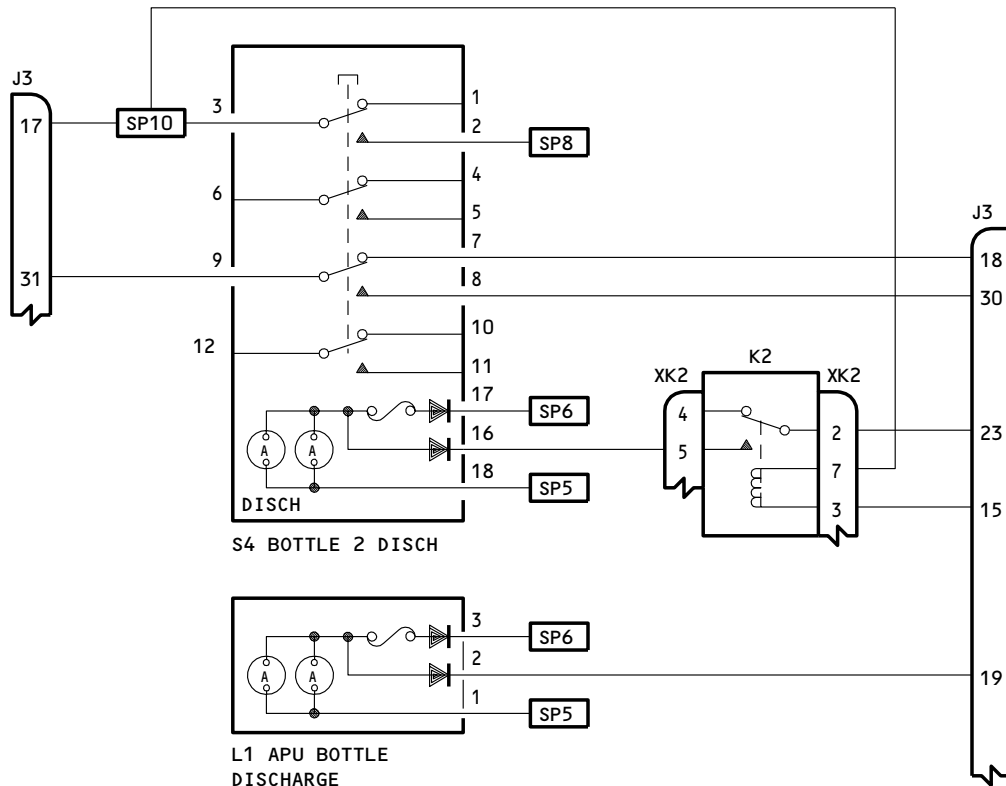 J3
17
SP10
3
1
2
SP8
6
4
5
J3
9
7
18
31
8
30
12
10
11
K2
XK2
XK2
17
SP6
4
A
A
16
5
2
23
18
SP5
7
DISCH
3
15
S4 BOTTLE 2 DISCH
3
SP6
A
A
2
19
1
SP5
L1 APU BOTTLE
DISCHARGE